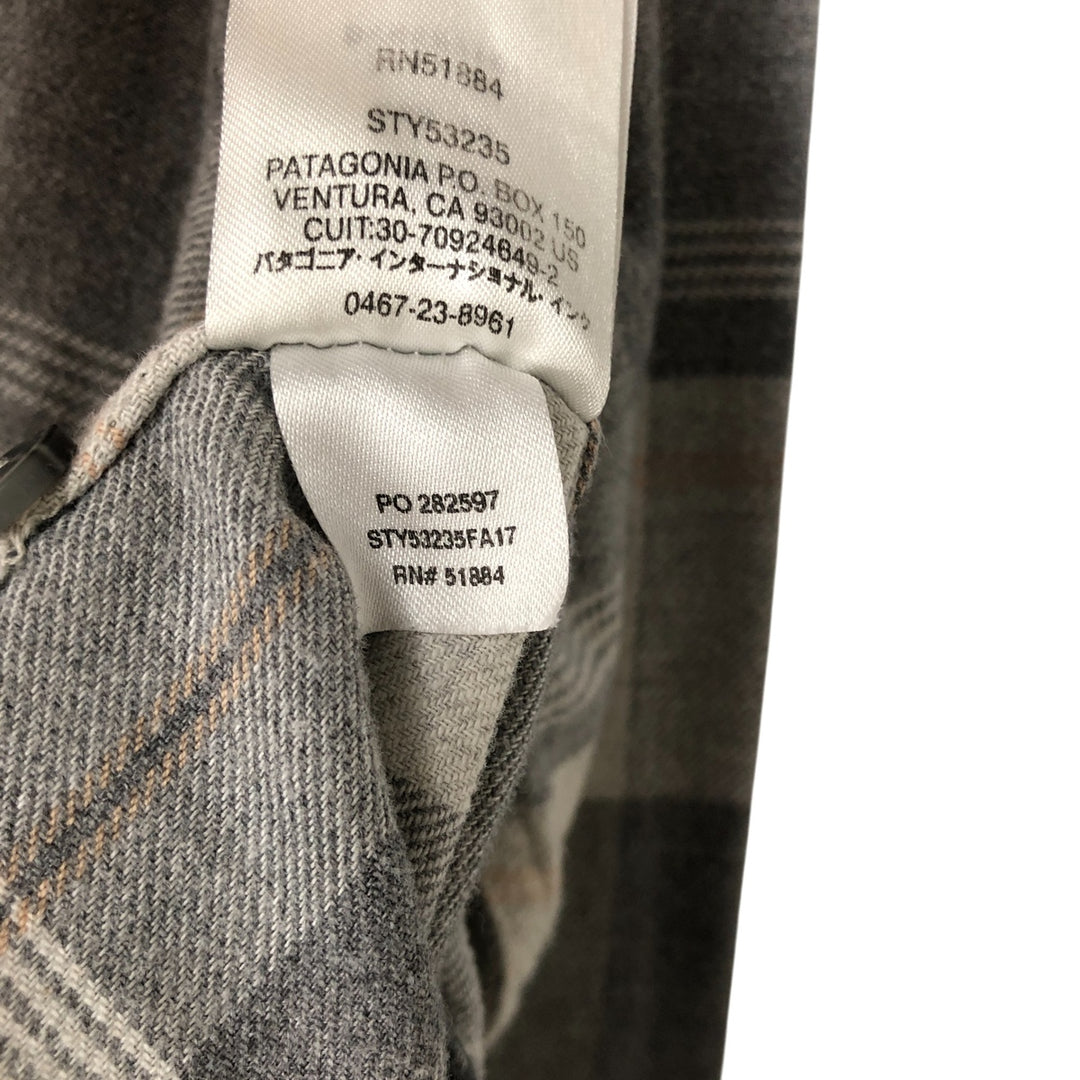 RN51884
STY53235
PATAGONIA P.O. BOX 150
VENTURA, CA 93002 US
CUIT:30-70924649-2
パタゴニア・インターナショナル・インク
0467-23-8961
PO 282597
STY53235FA17
RN# 51884